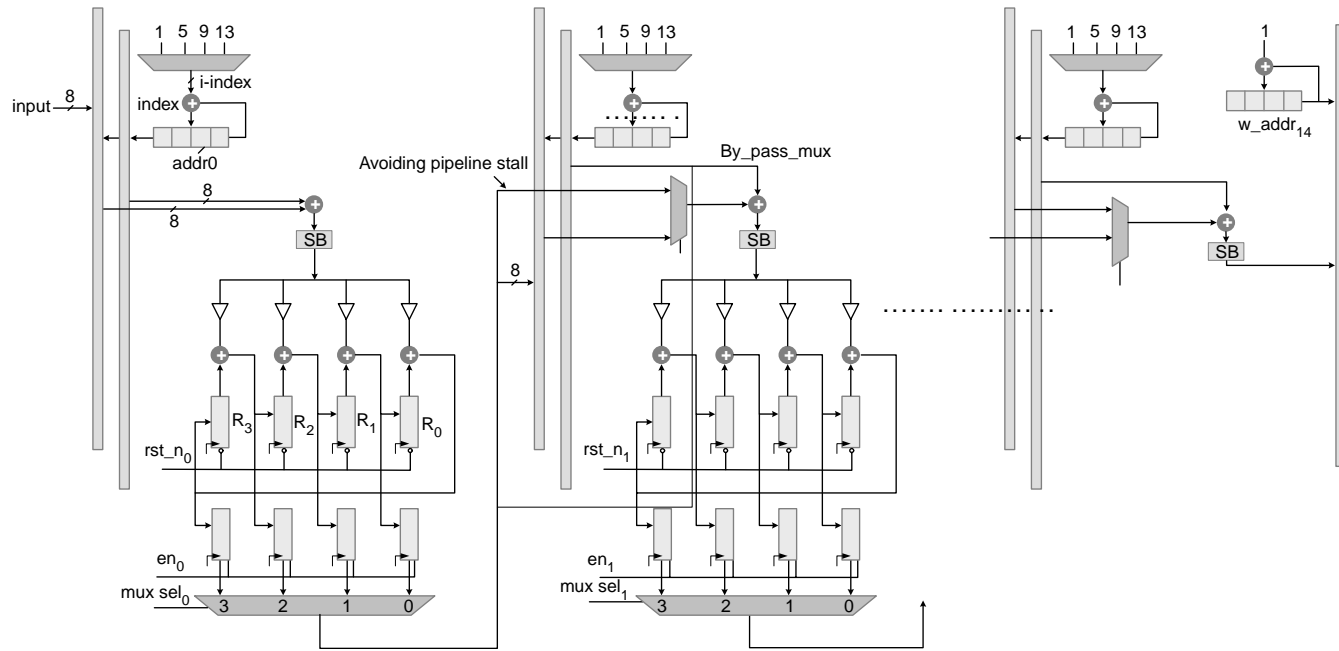 1 5 9 13
1 5 9 13
1 5 9 13
1
i-index
input
8
index
addr0
w_addr14
By_pass_mux
Avoiding pipeline stall
8
8
SB
SB
SB
8
R3
R2
R1
R0
rst_n0
rst_n1
en0
en1
mux sel0
3 2 1 0
mux sel1
3 2 1 0